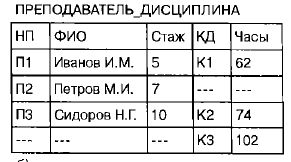 ПРЕПОДАВАТЕЛЬ_ДИСЦИПЛИНА
НП ФИО Стаж КД Часы
П1 Иванов И.М. 5 К1 62
П2 Петров М.И. 7 --- ---
П3 Сидоров Н.Г. 10 К2 74
--- --- --- К3 102